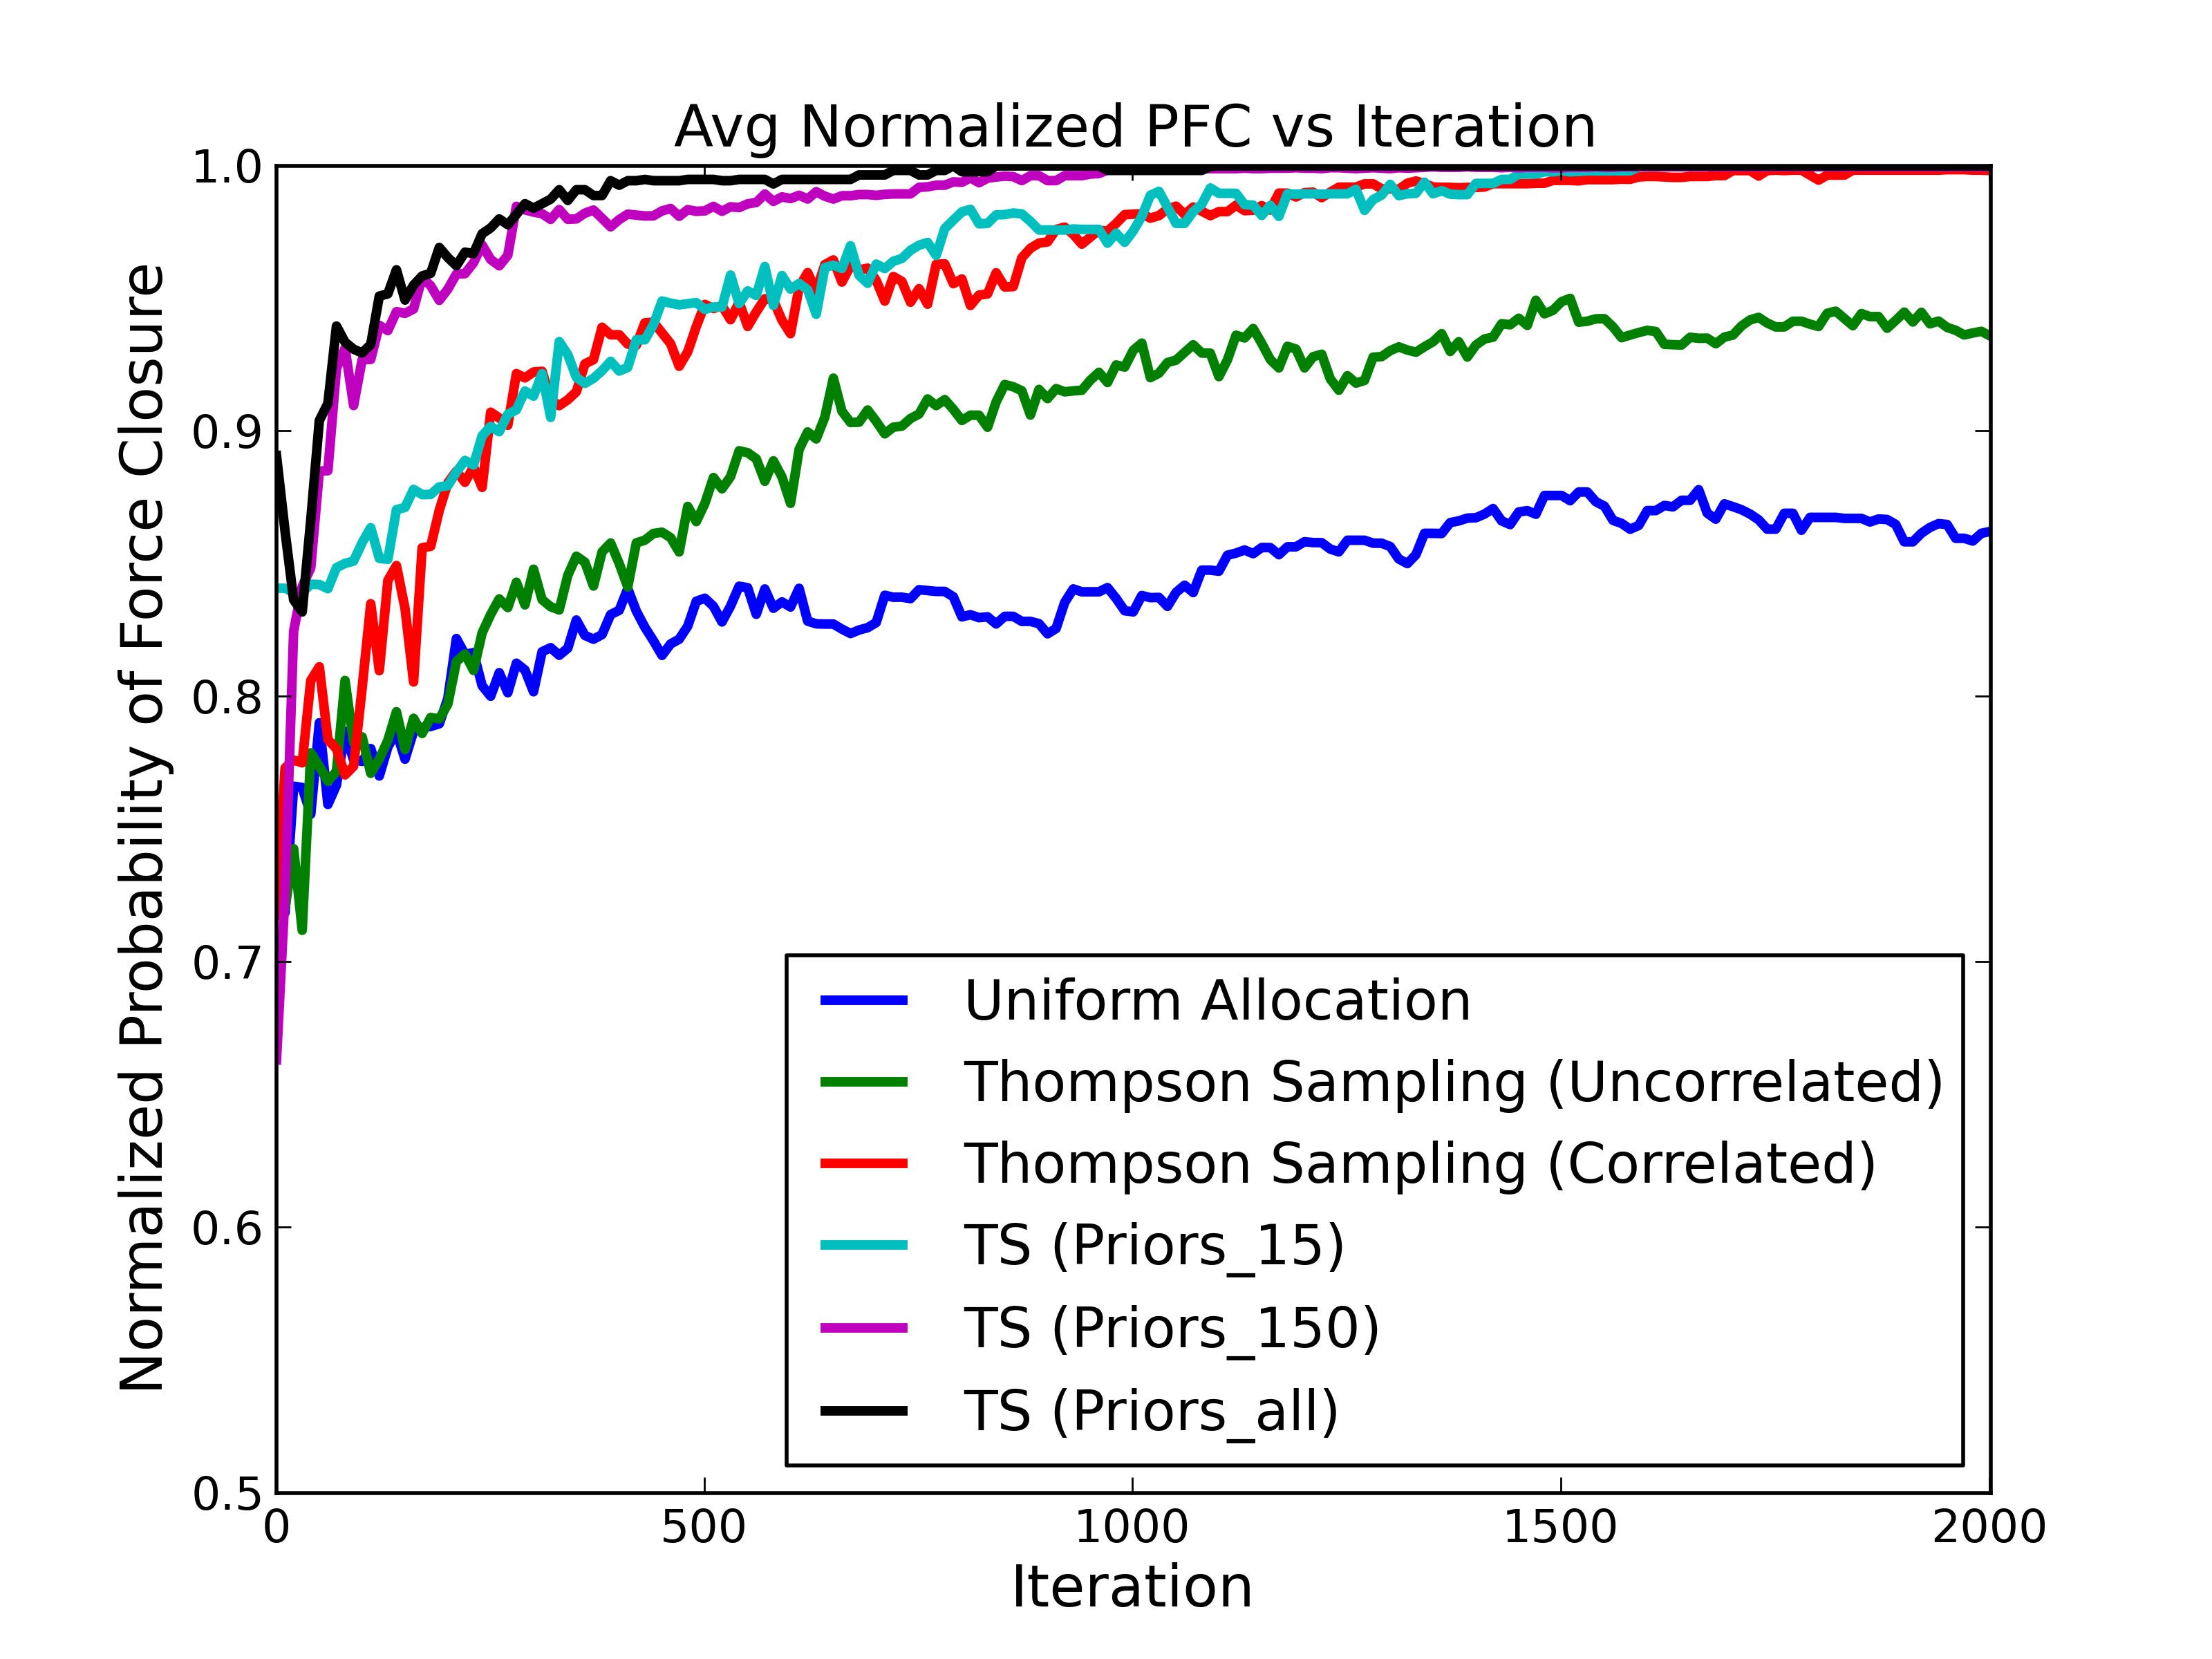 Avg Normalized PFC vs Iteration
Normalized Probability of Force Closure
1.0
0.9
0.8
0.7
0.6
0.5
0
500
1000
1500
2000
Iteration
Uniform Allocation
Thompson Sampling (Uncorrelated)
Thompson Sampling (Correlated)
TS (Priors_15)
TS (Priors_150)
TS (Priors_all)